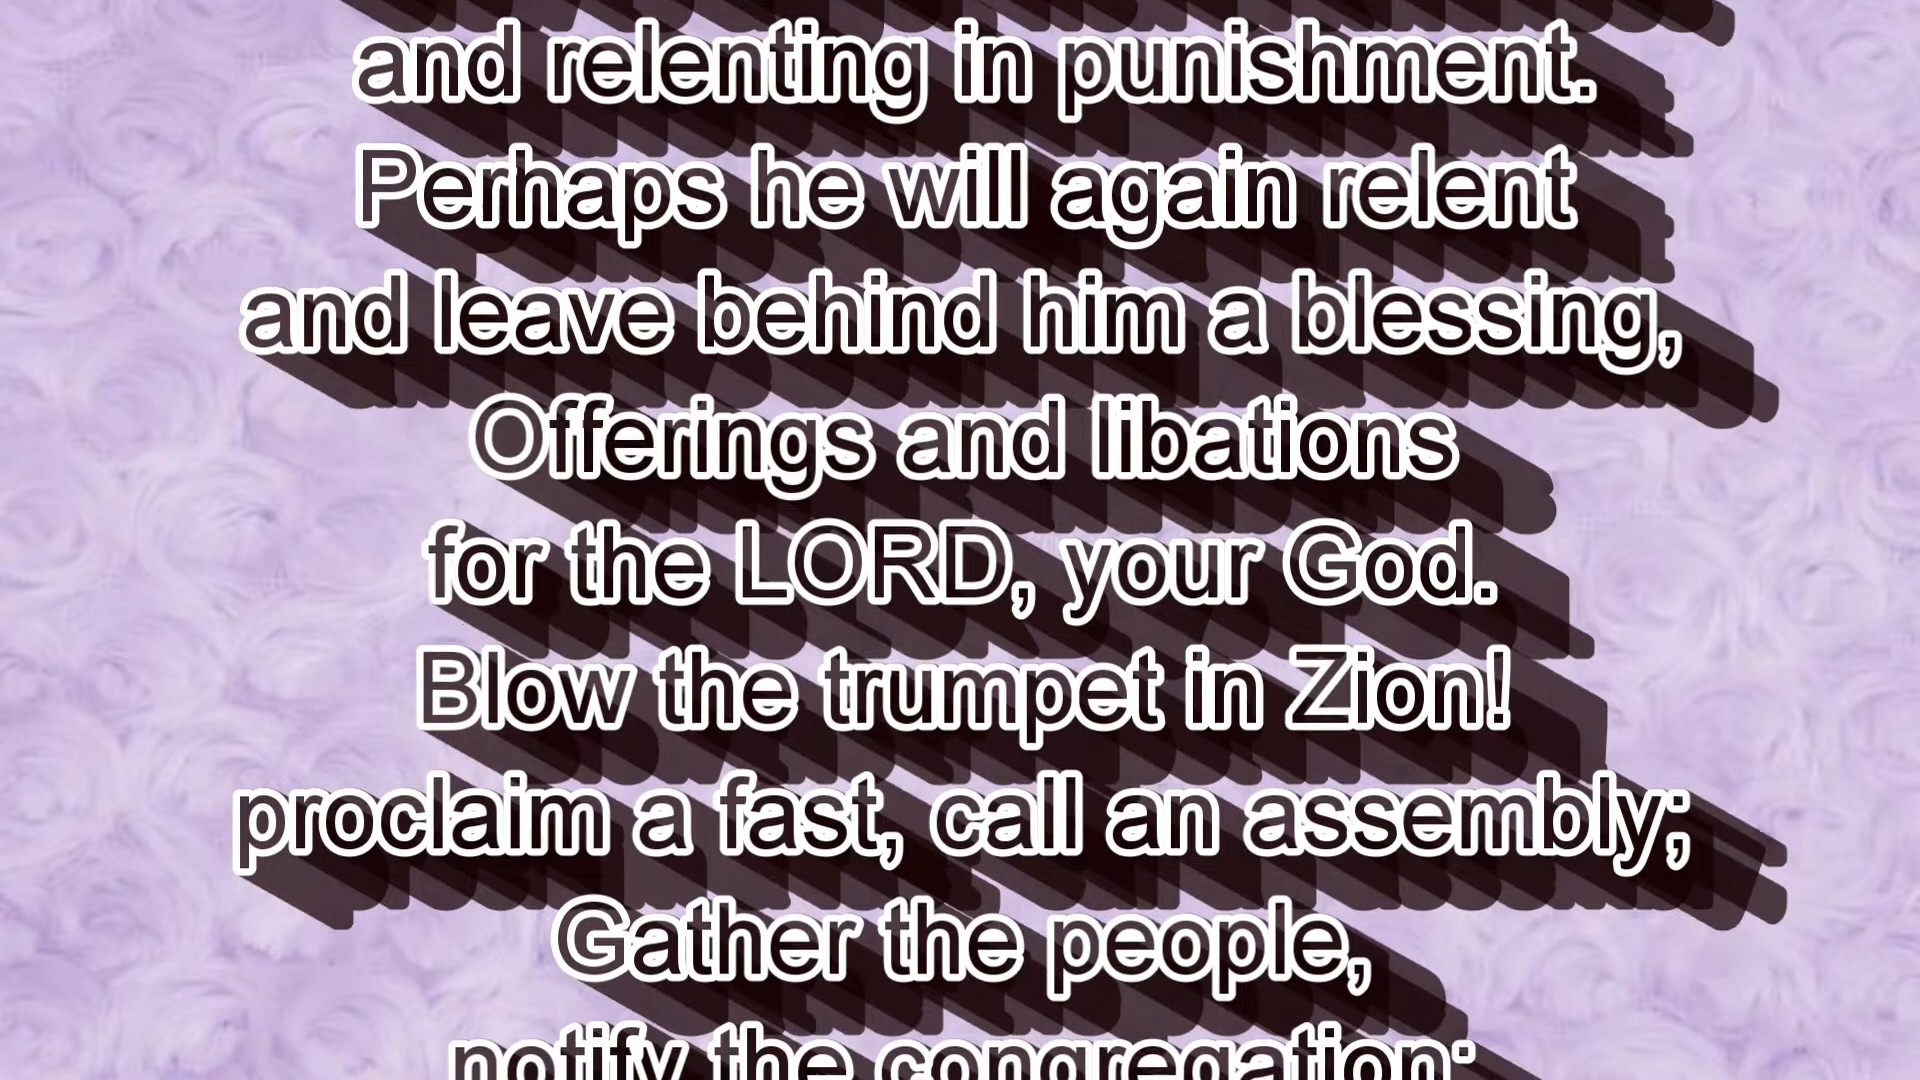 and relenting in punishment.
Perhaps he will again relent
and leave behind him a blessing,
Offerings and libations
for the LORD, your God.
Blow the trumpet in Zion!
proclaim a fast, call an assembly;
Gather the people,
notify the congregation;